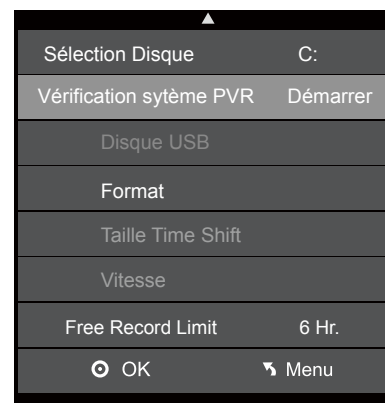 Sélection Disque C:
Vérification sytème PVR Démarrer
Disque USB
Format
Taille Time Shift
Vitesse
Free Record Limit 6 Hr.
OK Menu